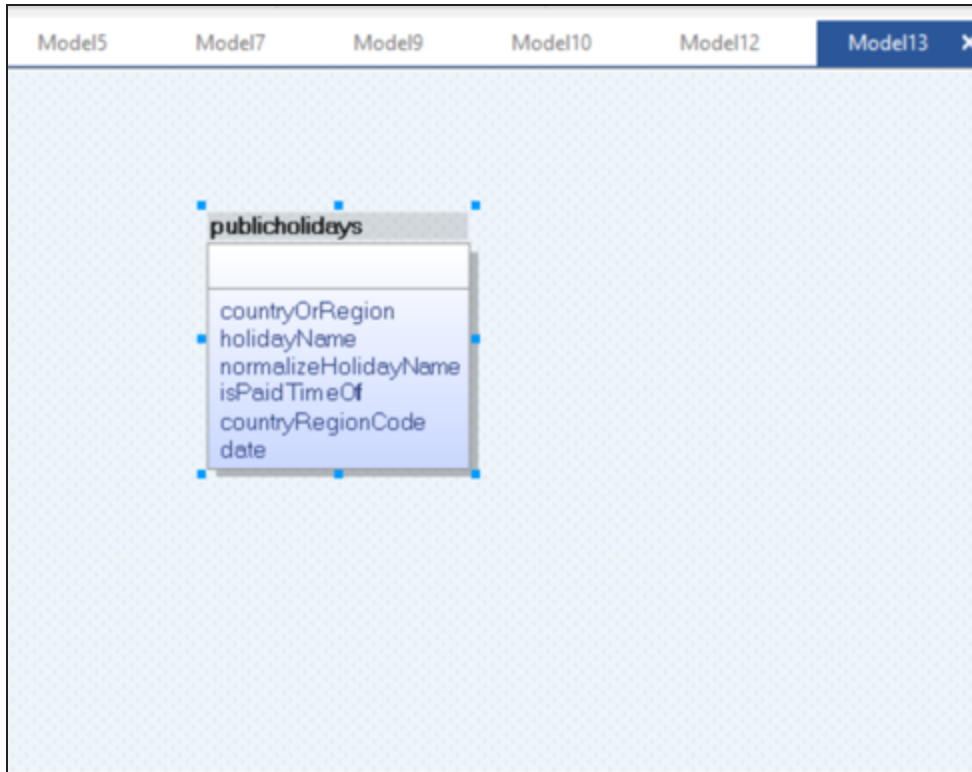 Model5 Model7 Model9 Model10 Model12 Model13
publicholidays
countryOrRegion
holidayName
normalizeHolidayName
isPaidTimeOf
countryRegionCode
date